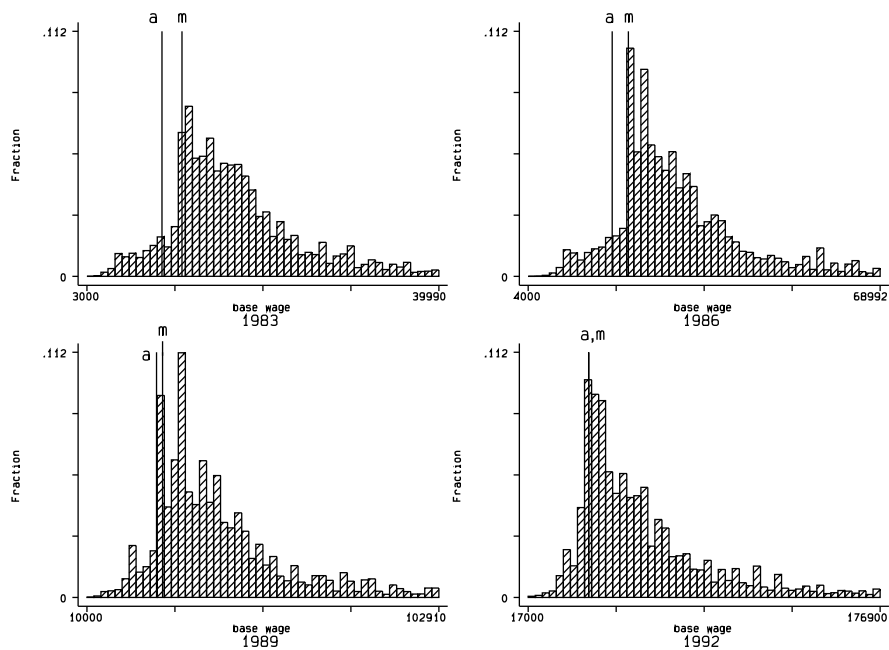 a m
.112
Fraction
0
3000 39990
base wage
1983
a m
.112
Fraction
0
4000 68992
base wage
1986
m
a
.112
Fraction
0
10000 102910
base wage
1989
a,m
.112
Fraction
0
17000 176900
base wage
1992